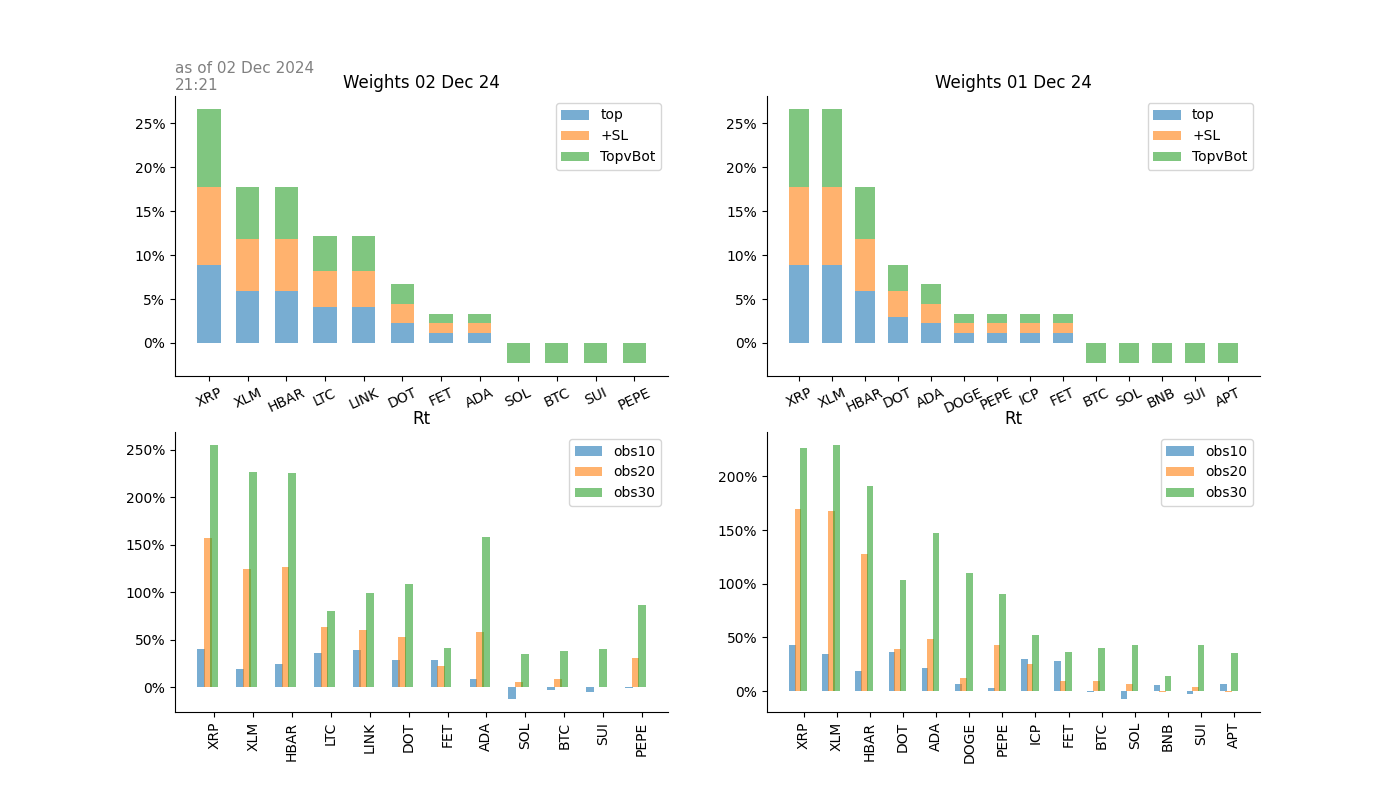 as of 02 Dec 2024
21:21
Weights 02 Dec 24
25%
20%
15%
10%
5%
0%
top
+SL
TopvBot
XRP XLM HBAR LTC LINK DOT FET ADA SOL BTC SUI PEPE
Weights 01 Dec 24
25%
20%
15%
10%
5%
0%
top
+SL
TopvBot
XRP XLM HBAR DOT ADA DOGE PEPE ICP FET BTC SOL BNB SUI APT
Rt
250%
200%
150%
100%
50%
0%
obs10
obs20
obs30
XRP XLM HBAR LTC LINK DOT FET ADA SOL BTC SUI PEPE
Rt
200%
150%
100%
50%
0%
obs10
obs20
obs30
XRP XLM HBAR DOT ADA DOGE PEPE ICP FET BTC SOL BNB SUI APT